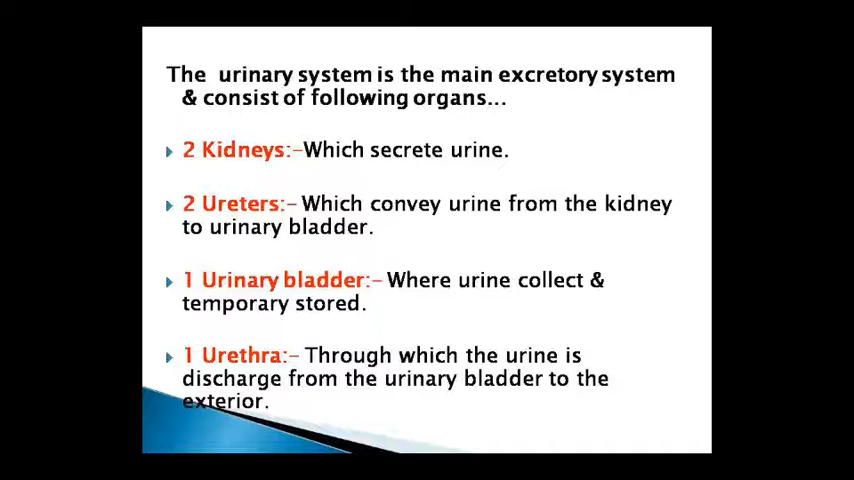 The urinary system is the main excretory system
& consist of following organs...
2 Kidneys:-Which secrete urine.
2 Ureters:- Which convey urine from the kidney
to urinary bladder.
1 Urinary bladder:- Where urine collect &
temporary stored.
1 Urethra:- Through which the urine is
discharge from the urinary bladder to the
exterior.